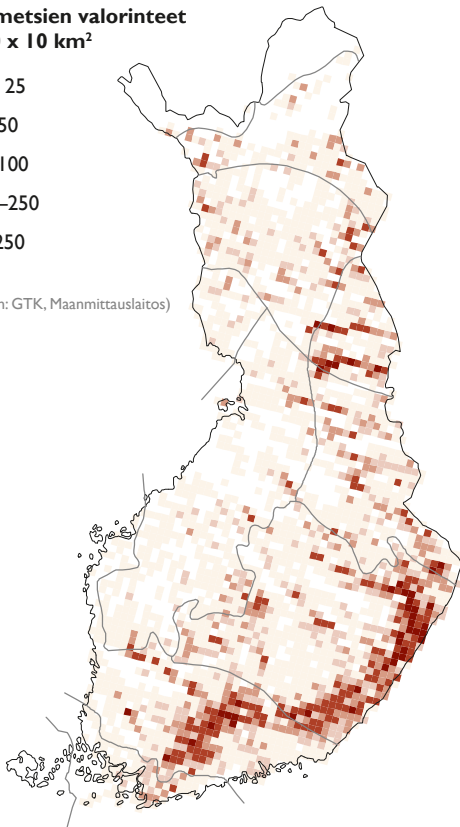 metsien valorinteet
x 10 km²
25
50
100
–250
250
n: GTK, Maanmittauslaitos)